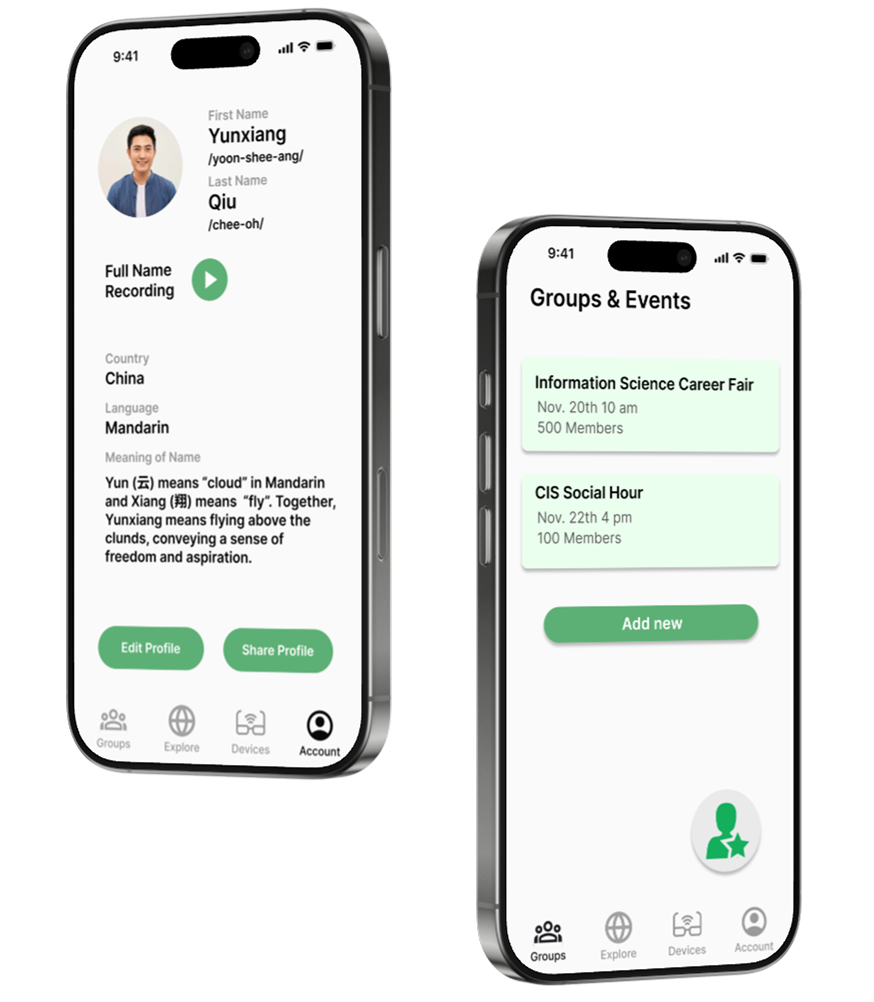 9:41
First Name
Yunxiang
/yoon-shee-ang/
Last Name
Qiu
/chee-oh/
Full Name
Recording
Country
China
Language
Mandarin
Meaning of Name
Yun (云) means “cloud” in Mandarin
and Xiang (翔) means “fly”. Together,
Yunxiang means flying above the
clunds, conveying a sense of
freedom and aspiration.
Edit Profile
Share Profile
Groups
Explore
Devices
Account
9:41
Groups & Events
Information Science Career Fair
Nov. 20th 10 am
500 Members
CIS Social Hour
Nov. 22th 4 pm
100 Members
Add new
Groups
Explore
Devices
Account